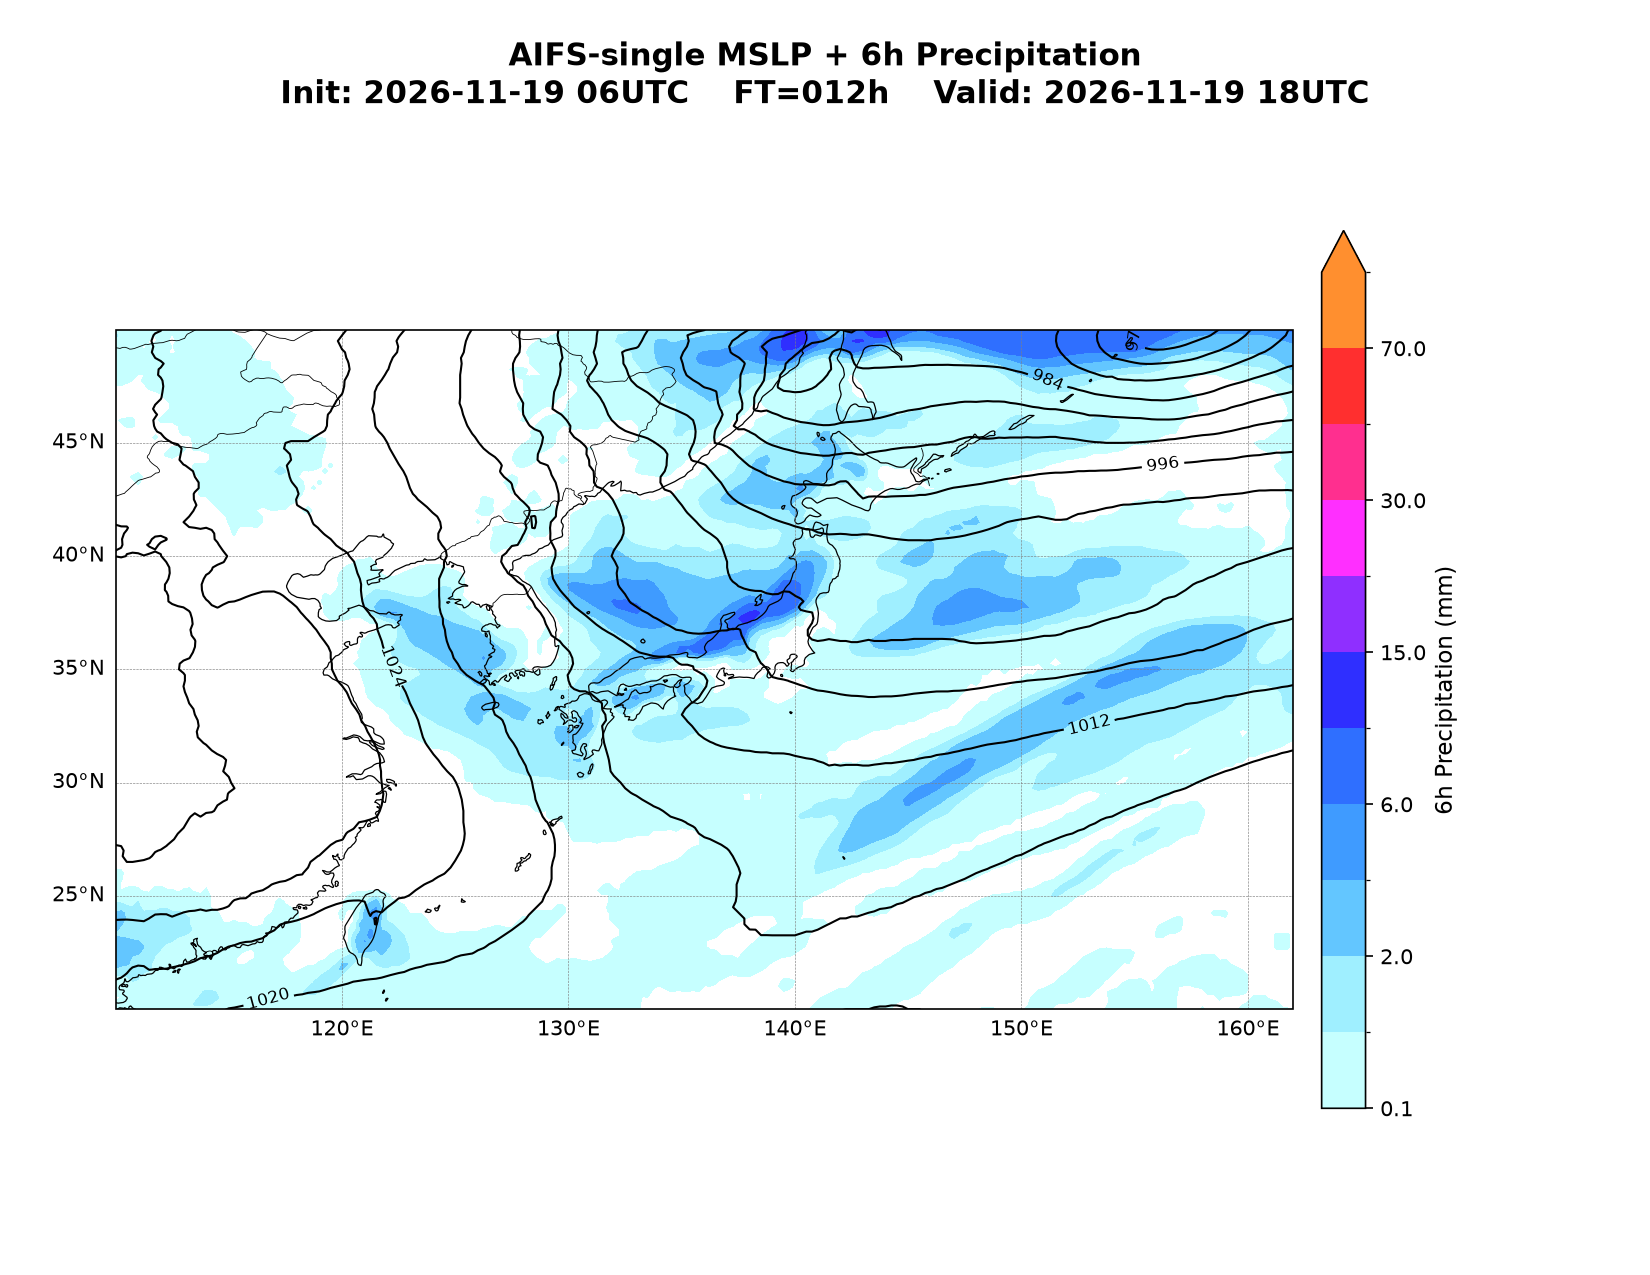 AIFS-single MSLP + 6h Precipitation
Init: 2026-11-19 06UTC    FT=012h    Valid: 2026-11-19 18UTC
984
996
1024
1012
1020
45°N
40°N
35°N
30°N
25°N
120°E
130°E
140°E
150°E
160°E
70.0
30.0
15.0
6.0
2.0
0.1
6h Precipitation (mm)